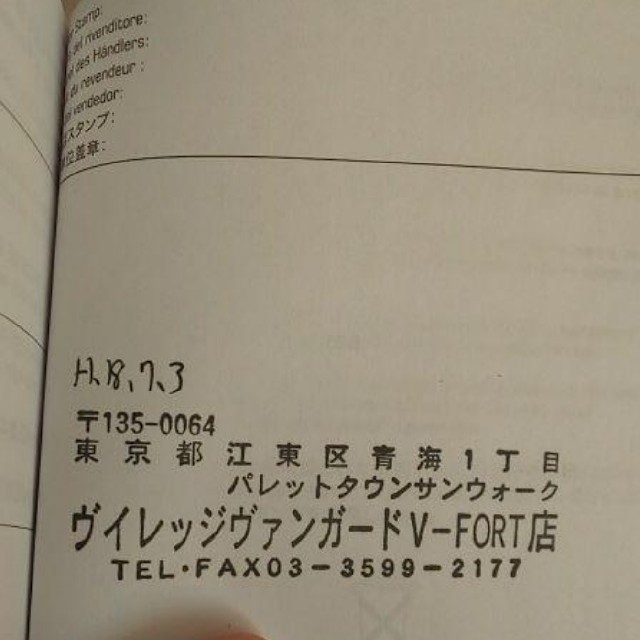 Stamp:
del rivenditore:
des Händlers:
du revendeur :
vendedor:
スタンプ:
位盖章:
H.18.7.3
〒135-0064
東京都江東区青海1丁目
パレットタウンサンウォーク
ヴィレッジヴァンガードV-FORT店
TEL・FAX03-3599-2177